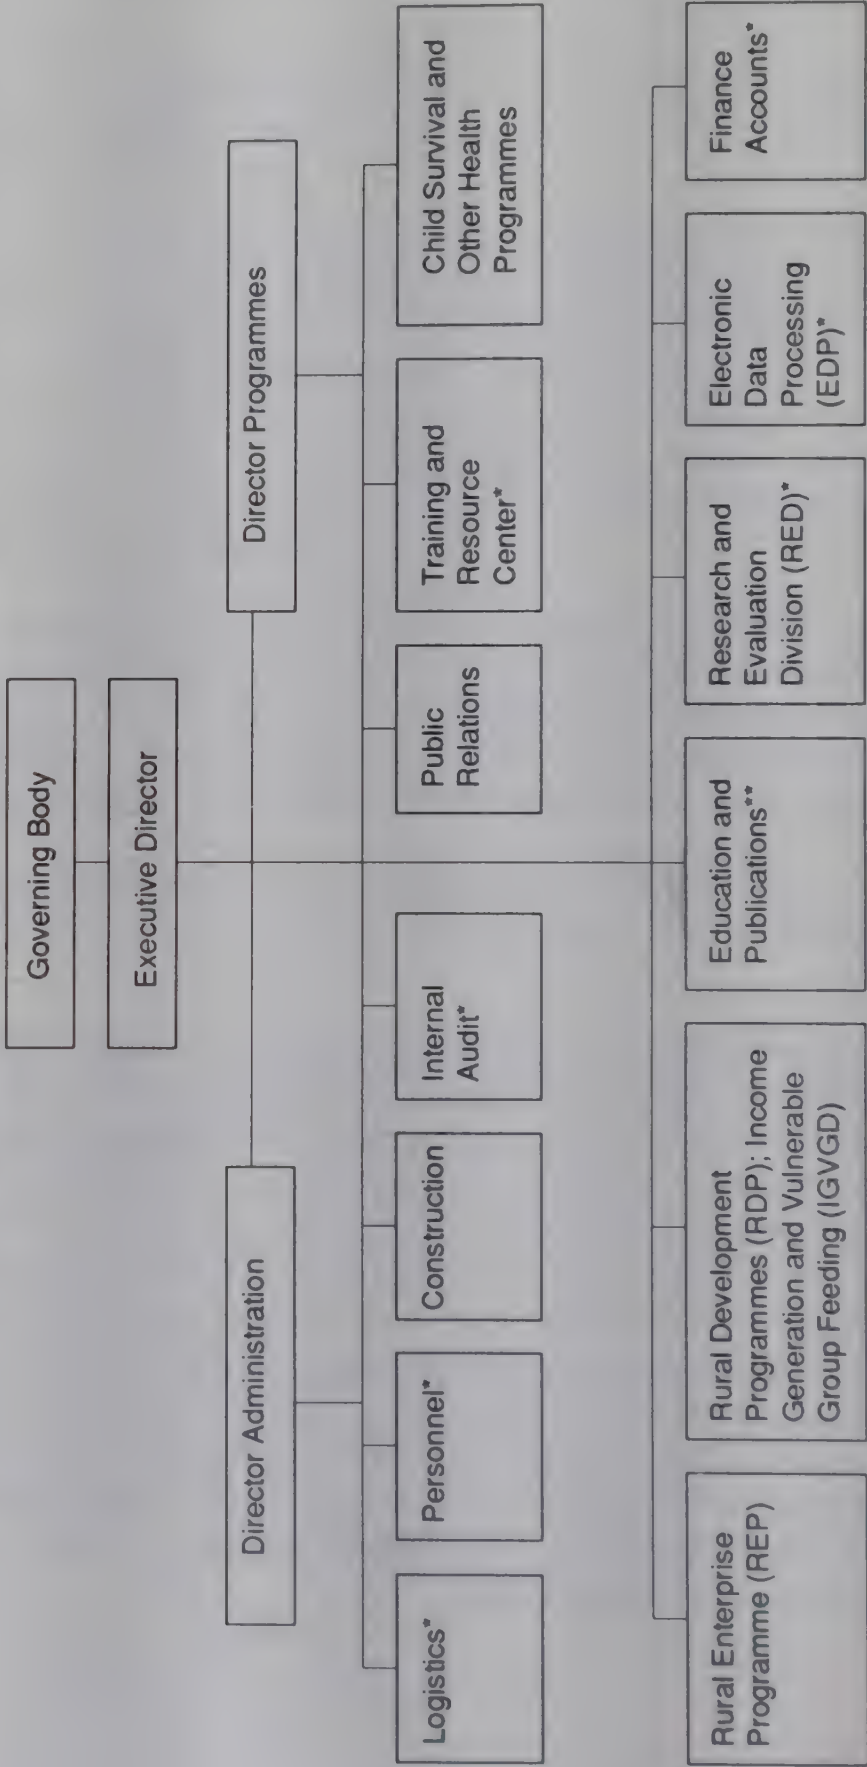 Governing Body
Executive Director
Director Administration
Director Programmes
Logistics*
Personnel*
Construction
Internal
Audit*
Public
Relations
Training and
Resource
Center*
Child Survival and
Other Health
Programmes
Rural Enterprise
Programme (REP)
Rural Development
Programmes (RDP); Income
Generation and Vulnerable
Group Feeding (IGVGD)
Education and
Publications**
Research and
Evaluation
Division (RED)*
Electronic
Data
Processing
(EDP)*
Finance
Accounts*